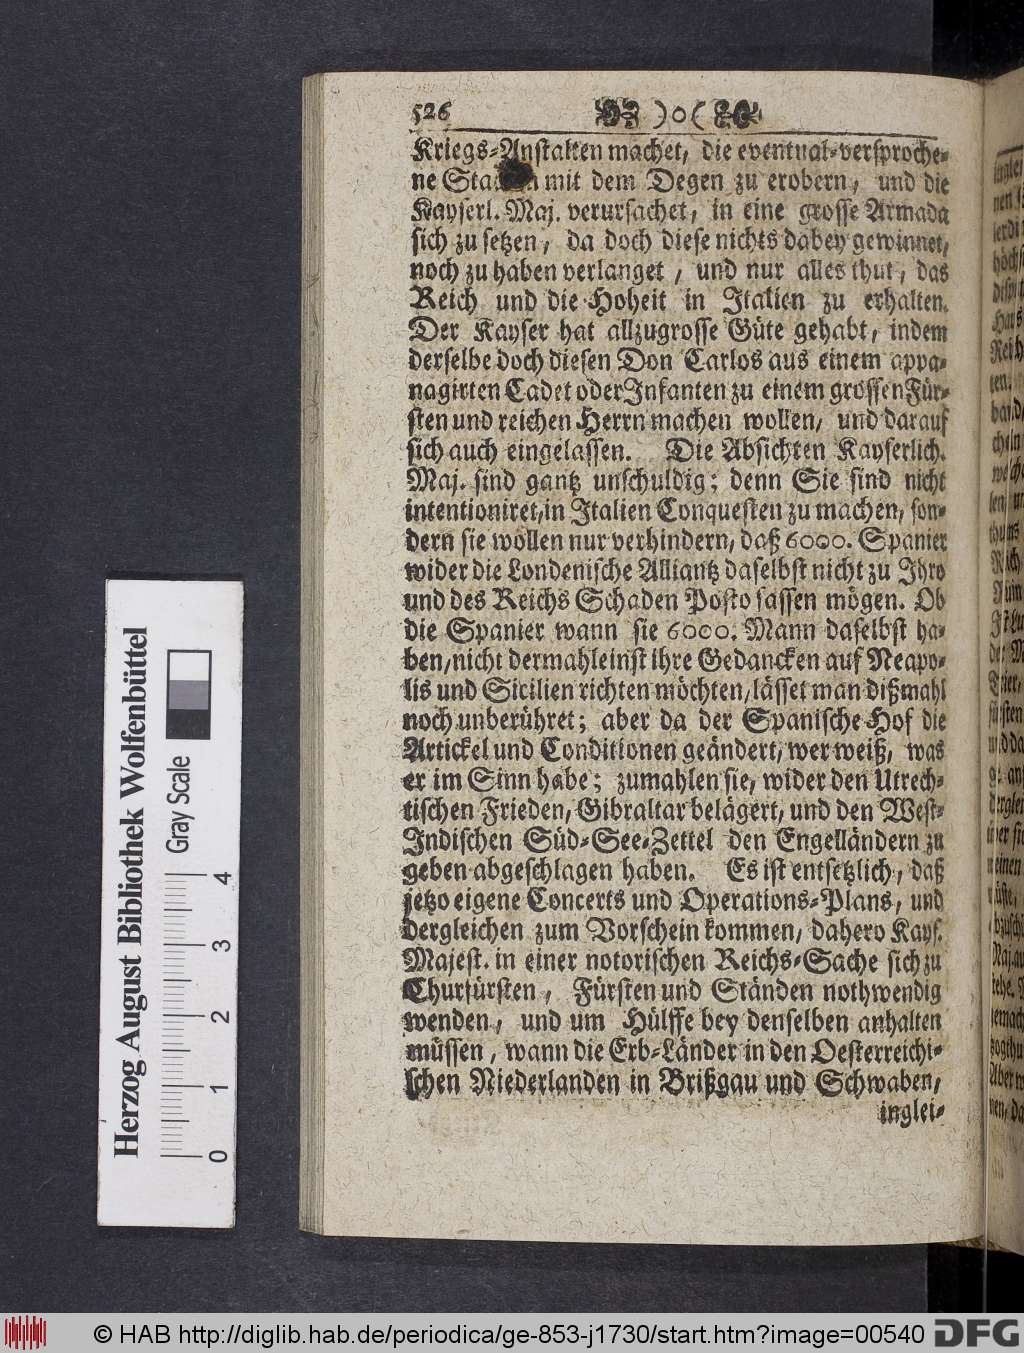 526 )o(
Kriegs-Anstalten machet, die eventual-versproche-
ne mit dem Degen zu erobern, und die
Kayserl. Maj. verursachet, in eine grosse Armada
sich zu setzen, da doch diese nichts dabey gewinnet,
noch zu haben verlanget, und nur alles thut, das
Reich und die Hoheit in Italien zu erhalten.
Der Kayser hat allzugrosse Güte gehabt, indem
derselbe doch diesen Don Carlos aus einem appa-
nagirten Cadet oder Infanten zu einem grossen Für-
sten und reichen Herrn machen wollen, und darauf
sich auch eingelassen. Die Absichten Kayserlich.
Maj. sind gantz unschuldig; denn Sie sind nicht
intentioniret, in Italien Conquesten zu machen, son-
dern sie wollen nur verhindern, daß 6000. Spanier
wider die Londenische Alliantz daselbst nicht zu Ihro
und des Reichs Schaden Posto fassen mögen. Ob
die Spanier wann sie 6000. Mann daselbst ha-
ben, nicht dermahleinst ihre Gedancken auf Neapo-
lis und Sicilien richten möchten, lässet man dißmahl
noch unberühret; aber da der Spanische Hof die
Artickel und Conditionen geändert, wer weiß, was
er im Sinn habe; zumahlen sie, wider den Utrech-
tischen Frieden, Gibraltar belägert, und den West-
Indischen Süd-See-Zettel den Engelländern zu
geben abgeschlagen haben. Es ist entsetzlich, daß
jetzo eigene Concerts und Operations-Plans, und
dergleichen zum Vorschein kommen, dahero Kays.
Majest. in einer notorischen Reichs-Sache sich zu
Churfürsten, Fürsten und Ständen nothwendig
wenden, und um Hülffe bey denselben anhalten
müssen, wann die Erb-Länder in den Oesterreichi-
schen Niederlanden in Brißgau und Schwaben,
inglei-
Herzog August Bibliothek Wolfenbüttel
Gray Scale
0 1 2 3 4
© HAB http://diglib.hab.de/periodica/ge-853-j1730/start.htm?image=00540 DFG